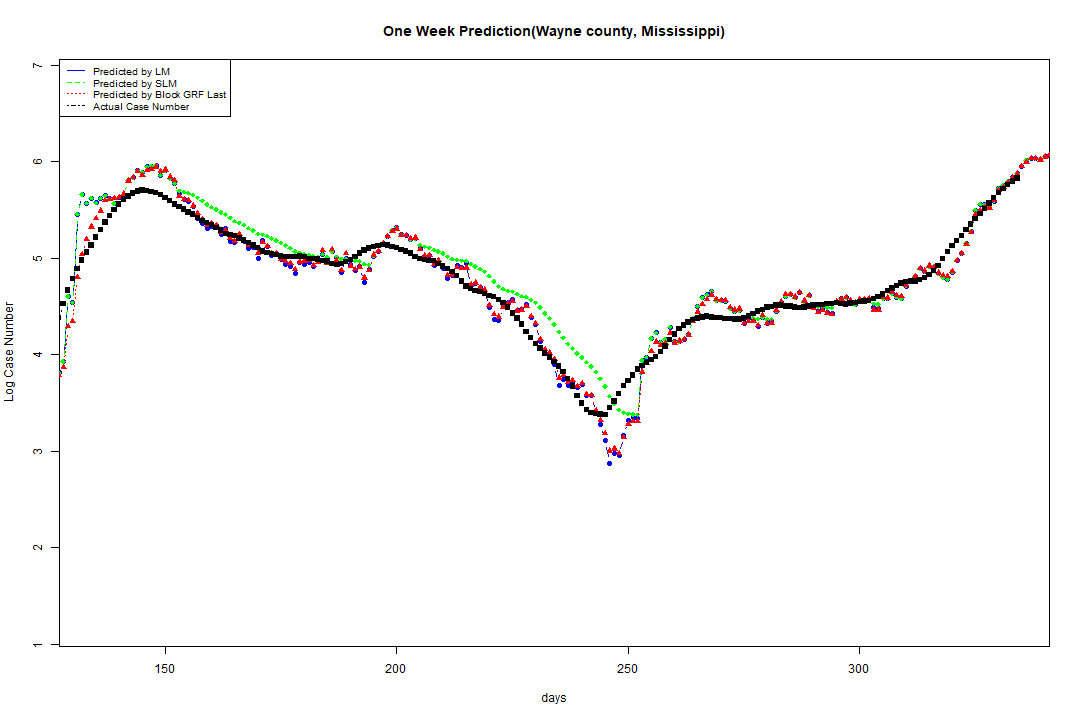 One Week Prediction(Wayne county, Mississippi)
Predicted by LM
Predicted by SLM
Predicted by Block GRF Last
Actual Case Number
7
6
5
4
3
2
1
Log Case Number
150 200 250 300
days